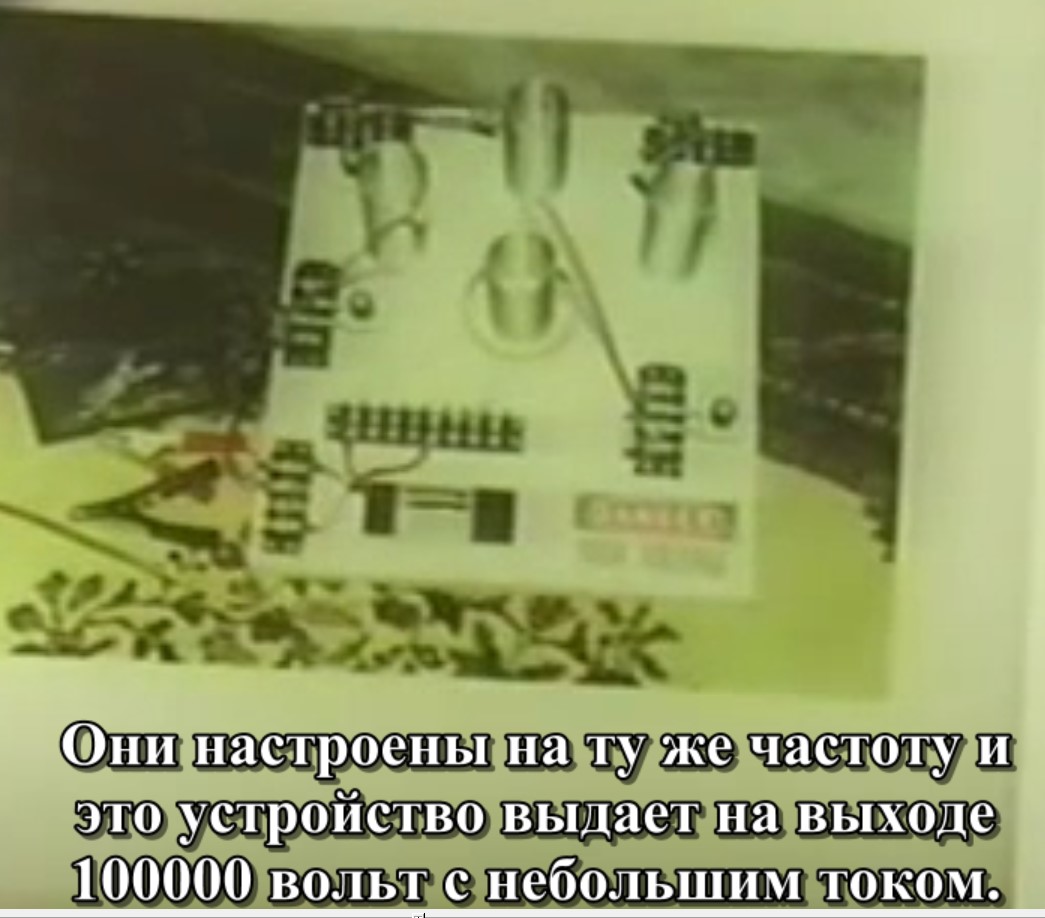 Они настроены на ту же частоту и
это устройство выдает на выходе
100000 вольт с небольшим током.